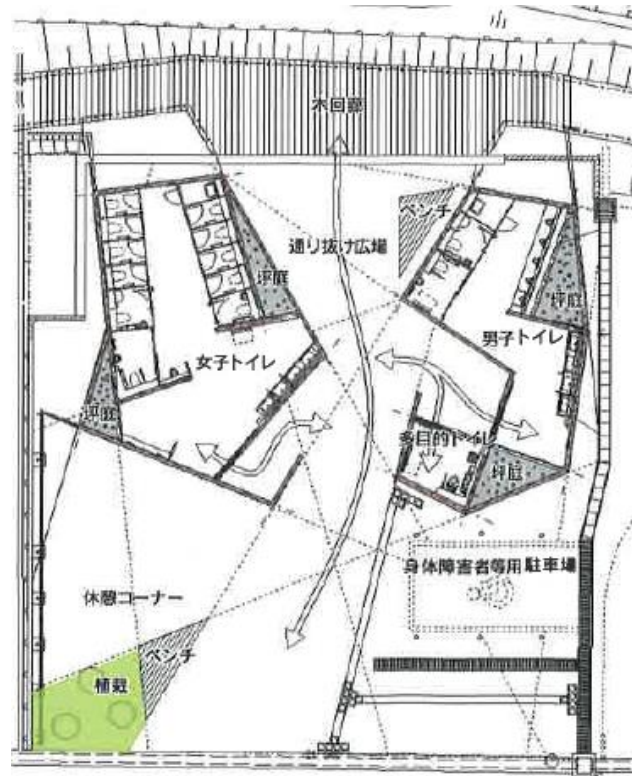 木回廊
ベンチ
通り抜け広場
坪庭
坪庭
女子トイレ
男子トイレ
坪庭
多目的トイレ
坪庭
身体障害者等用駐車場
休憩コーナー
ベンチ
植栽